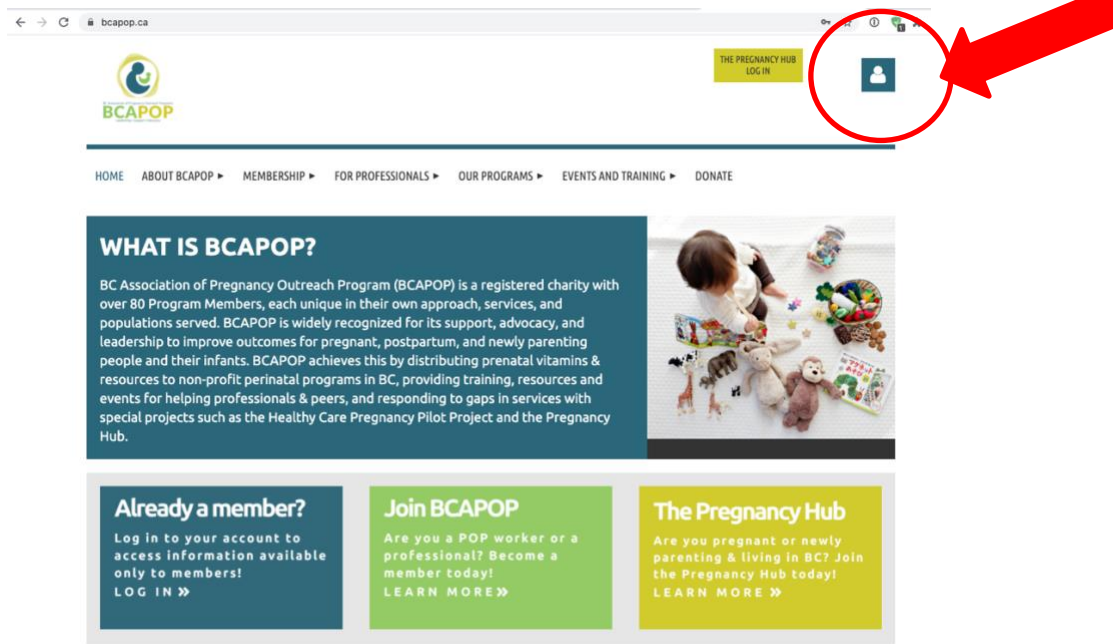 bcapop.ca
THE PREGNANCY HUB
LOG IN
BCAPOP
HOME ABOUT BCAPOP ► MEMBERSHIP ► FOR PROFESSIONALS ► OUR PROGRAMS ► EVENTS AND TRAINING ► DONATE
WHAT IS BCAPOP?
BC Association of Pregnancy Outreach Program (BCAPOP) is a registered charity with
over 80 Program Members, each unique in their own approach, services, and
populations served. BCAPOP is widely recognized for its support, advocacy, and
leadership to improve outcomes for pregnant, postpartum, and newly parenting
people and their infants. BCAPOP achieves this by distributing prenatal vitamins &
resources to non-profit perinatal programs in BC, providing training, resources and
events for helping professionals & peers, and responding to gaps in services with
special projects such as the Healthy Care Pregnancy Pilot Project and the Pregnancy
Hub.
Already a member?
Log in to your account to
access information available
only to members!
LOG IN »
Join BCAPOP
Are you a POP worker or a
professional? Become a
member today!
LEARN MORE»
The Pregnancy Hub
Are you pregnant or newly
parenting & living in BC? Join
the Pregnancy Hub today!
LEARN MORE »